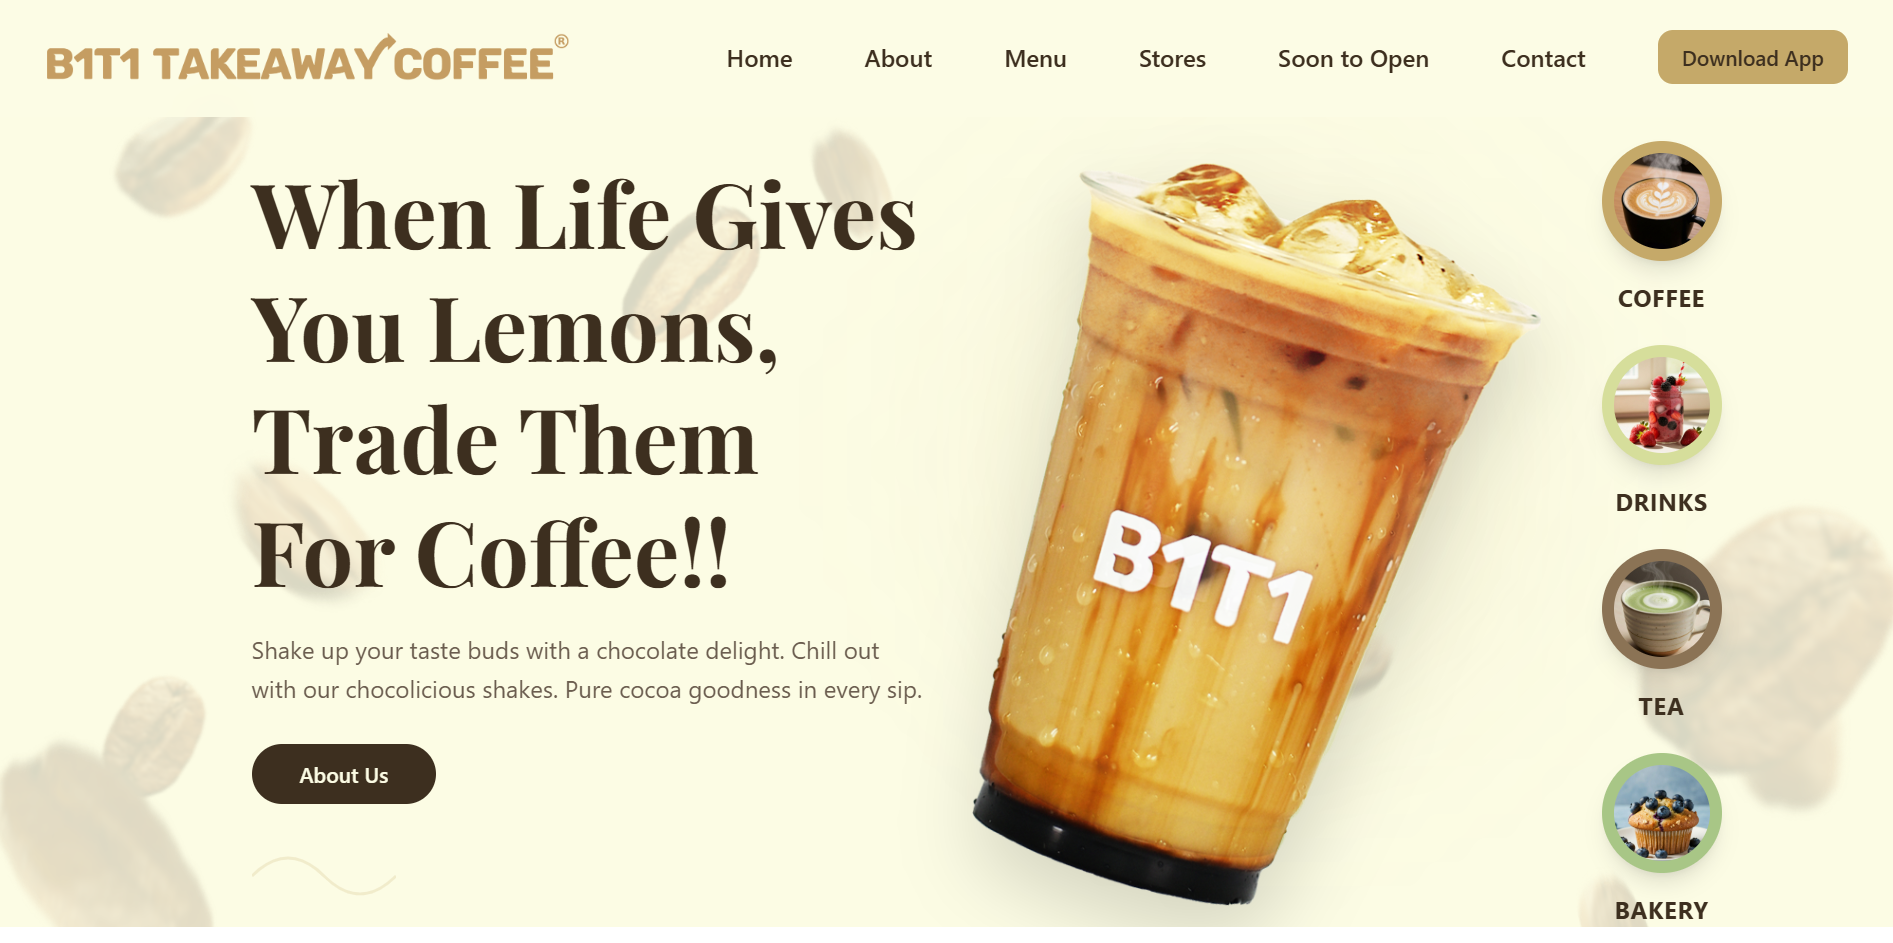 B1T1 TAKEAWAY COFFEE®
Home
About
Menu
Stores
Soon to Open
Contact
Download App
When Life Gives
You Lemons,
Trade Them
For Coffee!!
Shake up your taste buds with a chocolate delight. Chill out
with our chocolicious shakes. Pure cocoa goodness in every sip.
About Us
B1T1
COFFEE
DRINKS
TEA
BAKERY